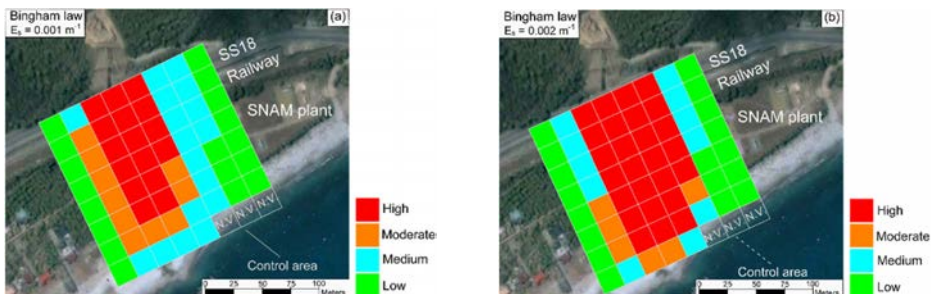 Bingham law
Es = 0.001 m⁻¹
(a)
SS18
Railway
SNAM plant
N.V N.V N.V
Control area
High
Moderate
Medium
Low
0 25 50 75 100
Meters
Bingham law
Es = 0.002 m⁻¹
(b)
SS18
Railway
SNAM plant
N.V N.V N.V
Control area
High
Moderate
Medium
Low
0 25 50 75 100
Meters